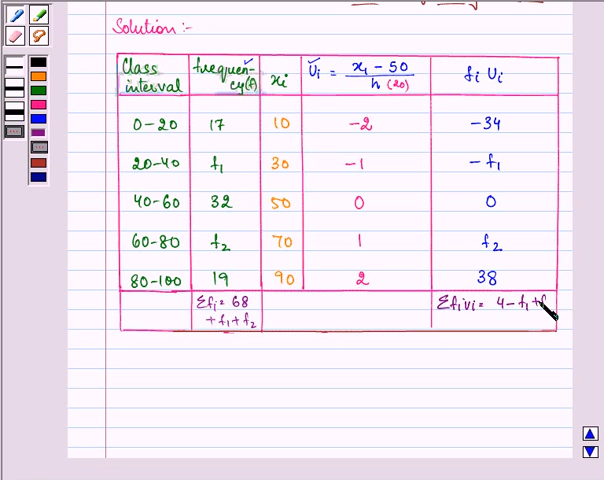 Solution :-
Class interval frequency(f) xi Ui = xi - 50 / h (20) fi Ui
0-20 17 10 -2 -34
20-40 f1 30 -1 -f1
40-60 32 50 0 0
60-80 f2 70 1 f2
80-100 19 90 2 38
Σfi = 68 + f1 + f2 Σfiui = 4 - f1 + f